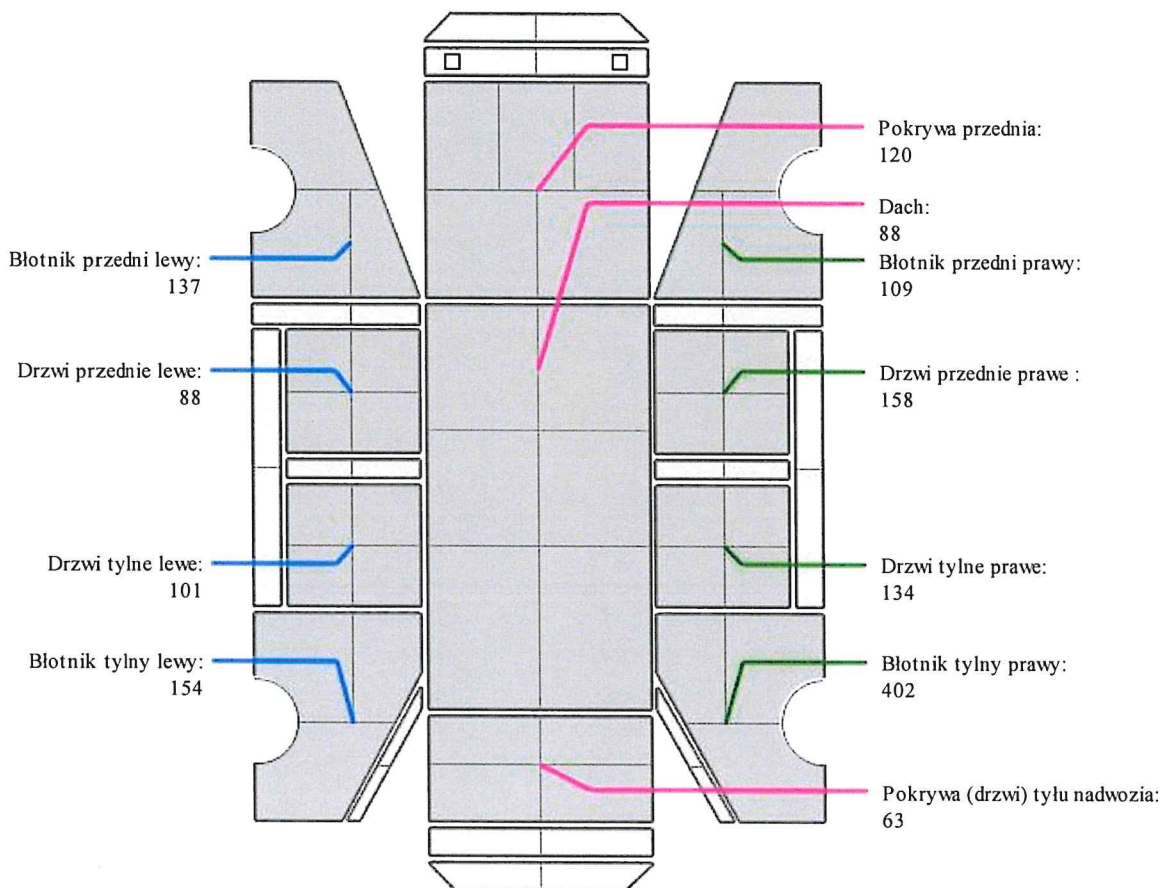 Pokrywa przednia:
120
Dach:
88
Błotnik przedni lewy:
137
Błotnik przedni prawy:
109
Drzwi przednie lewe:
88
Drzwi przednie prawe :
158
Drzwi tylne lewe:
101
Drzwi tylne prawe:
134
Błotnik tylny lewy:
154
Błotnik tylny prawy:
402
Pokrywa (drzwi) tyłu nadwozia:
63